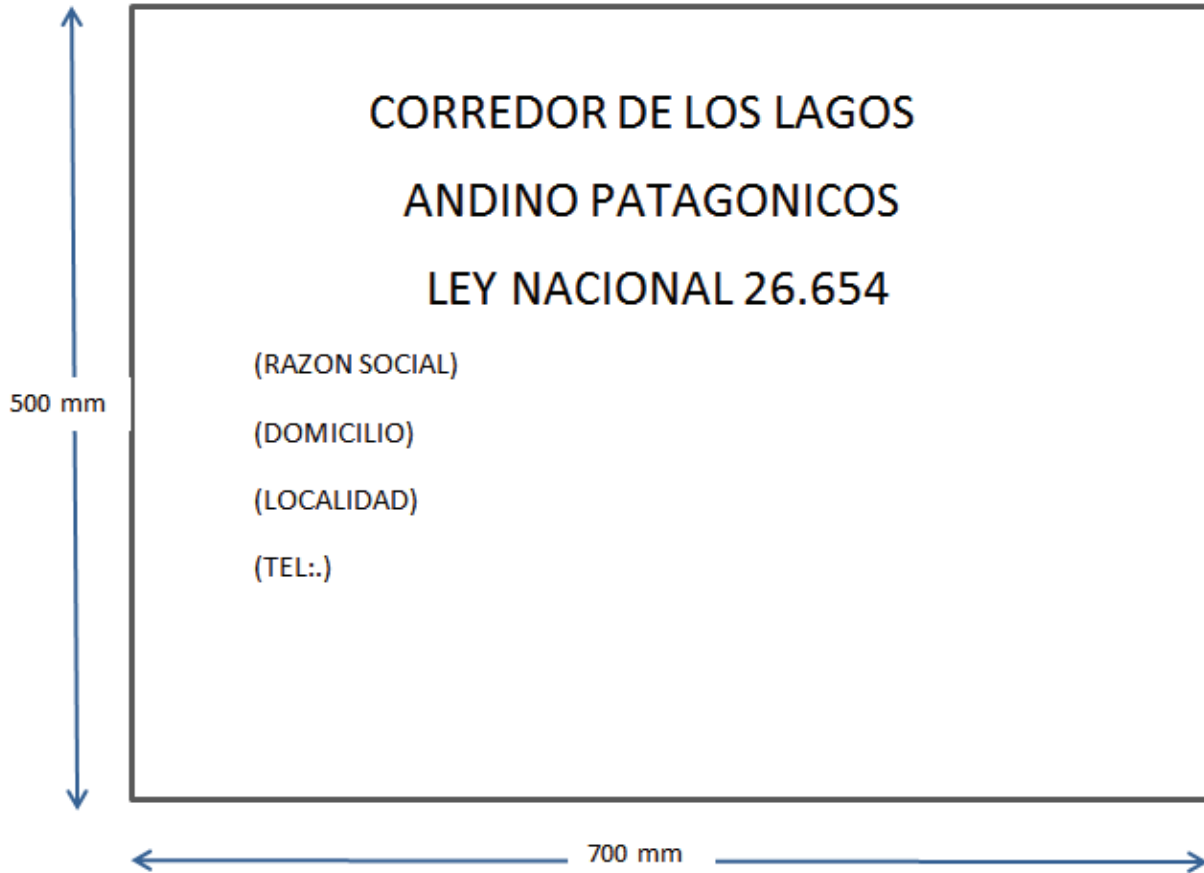 CORREDOR DE LOS LAGOS
ANDINO PATAGONICOS
LEY NACIONAL 26.654
(RAZON SOCIAL)
500 mm
(DOMICILIO)
(LOCALIDAD)
(TEL:.)
700 mm